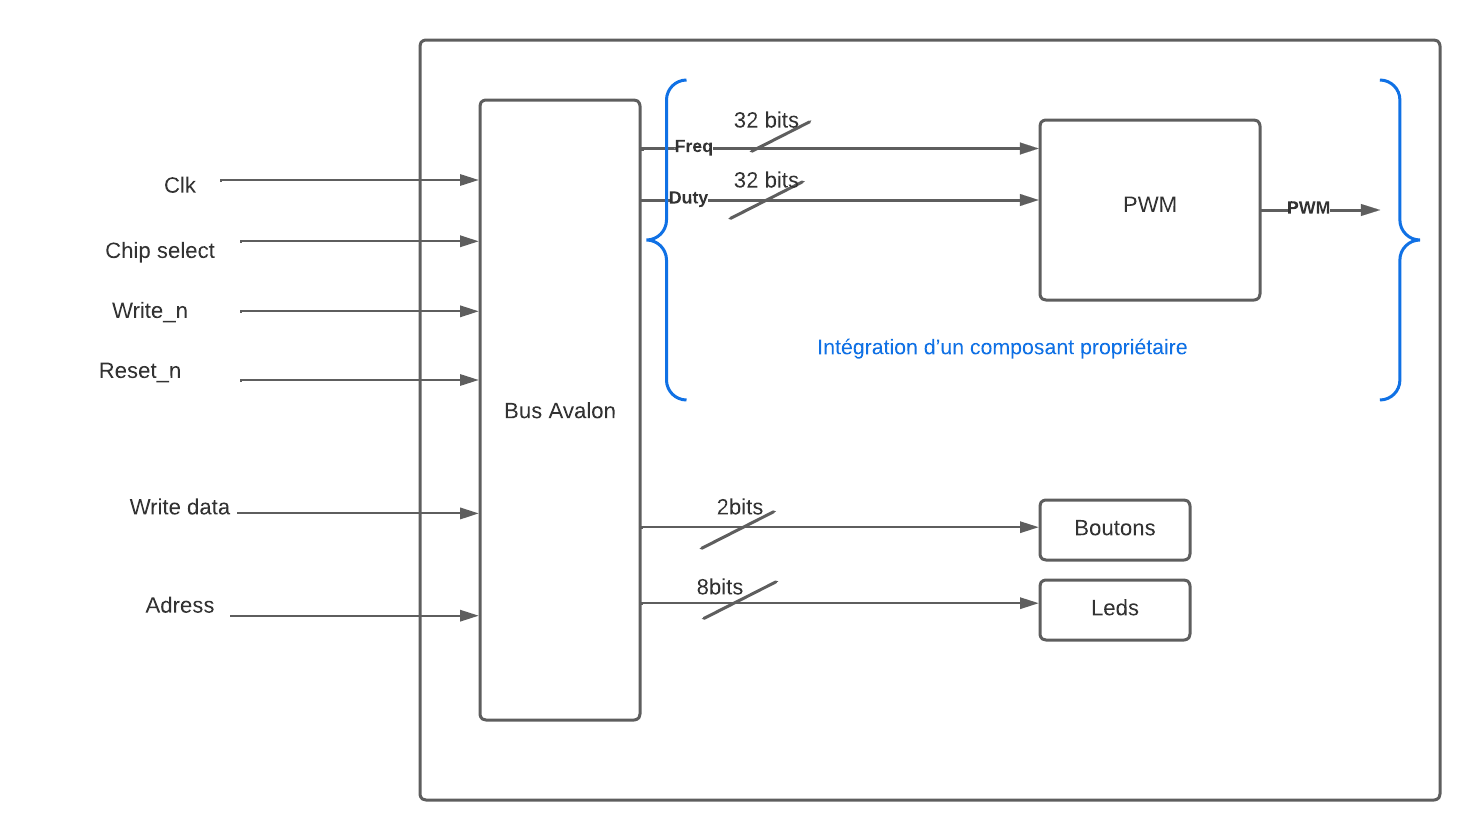 32 bits
Freq
32 bits
Duty
Clk
Chip select
Write_n
Reset_n
Write data
Adress
Bus Avalon
PWM
PWM
Intégration d'un composant propriétaire
2bits
Boutons
8bits
Leds